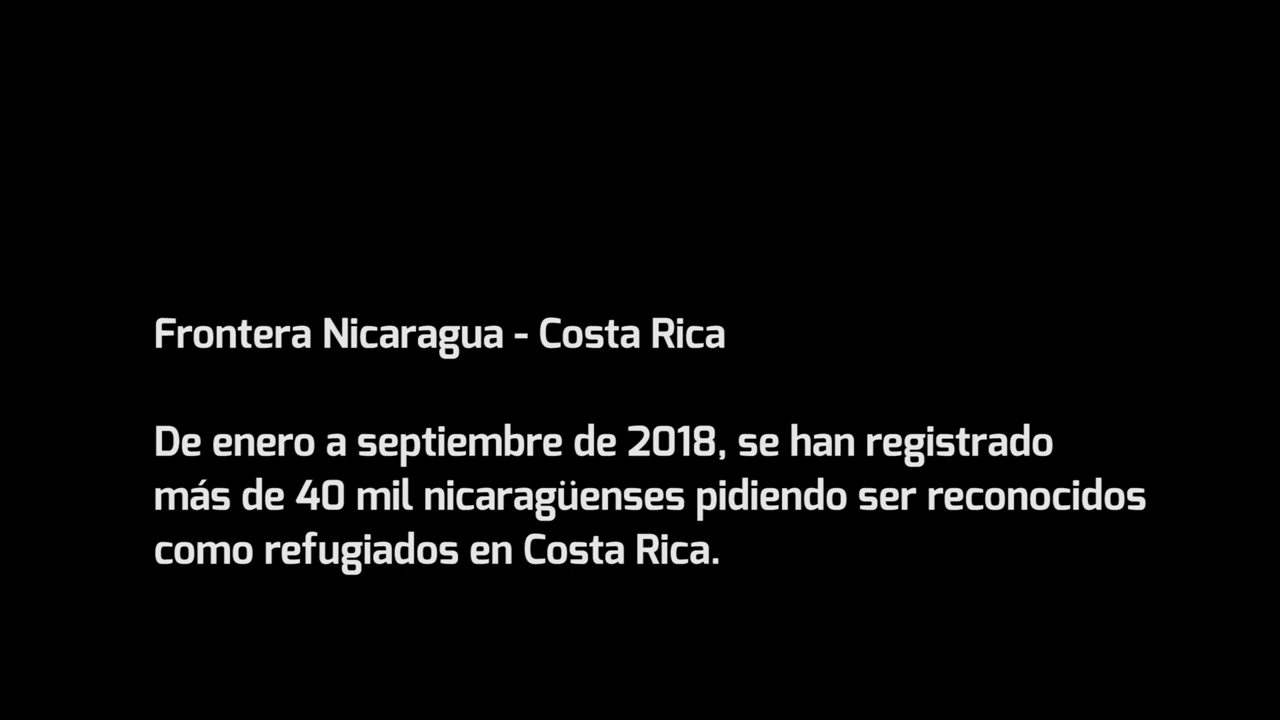 Frontera Nicaragua - Costa Rica
De enero a septiembre de 2018, se han registrado
más de 40 mil nicaragüenses pidiendo ser reconocidos
como refugiados en Costa Rica.